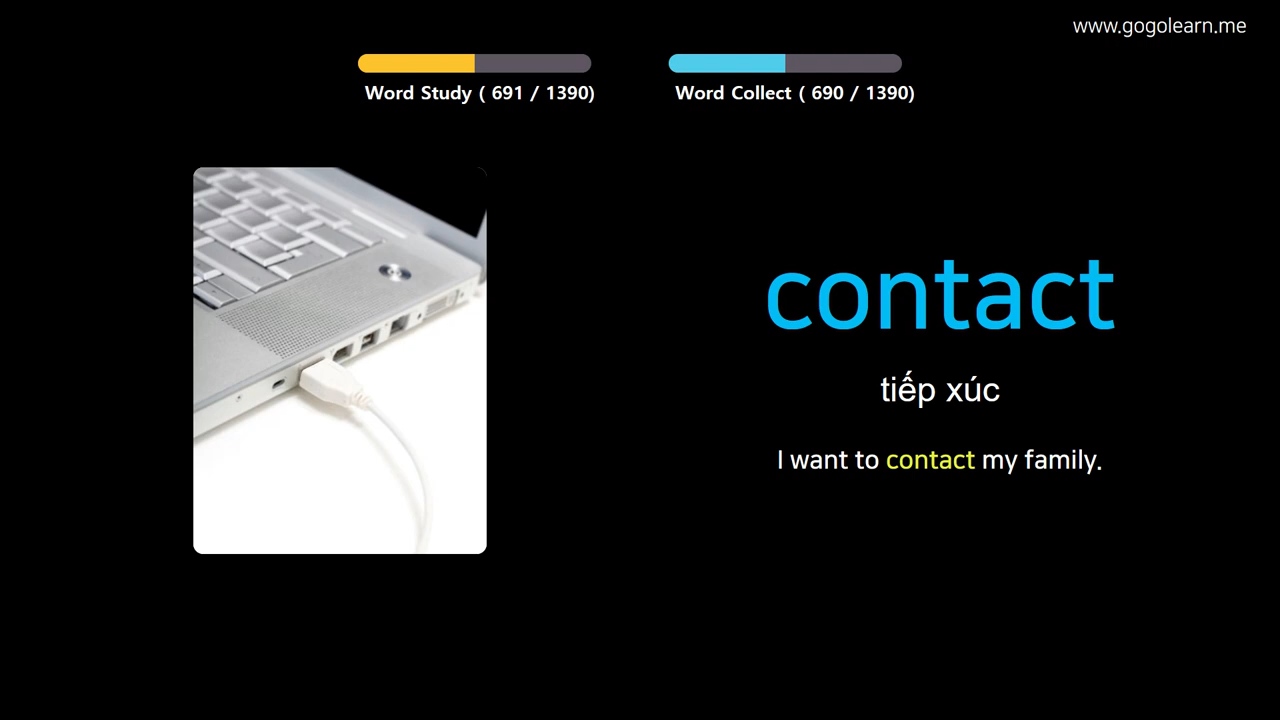 www.gogolearn.me
Word Study ( 691 / 1390)
Word Collect ( 690 / 1390)
contact
tiếp xúc
I want to contact my family.